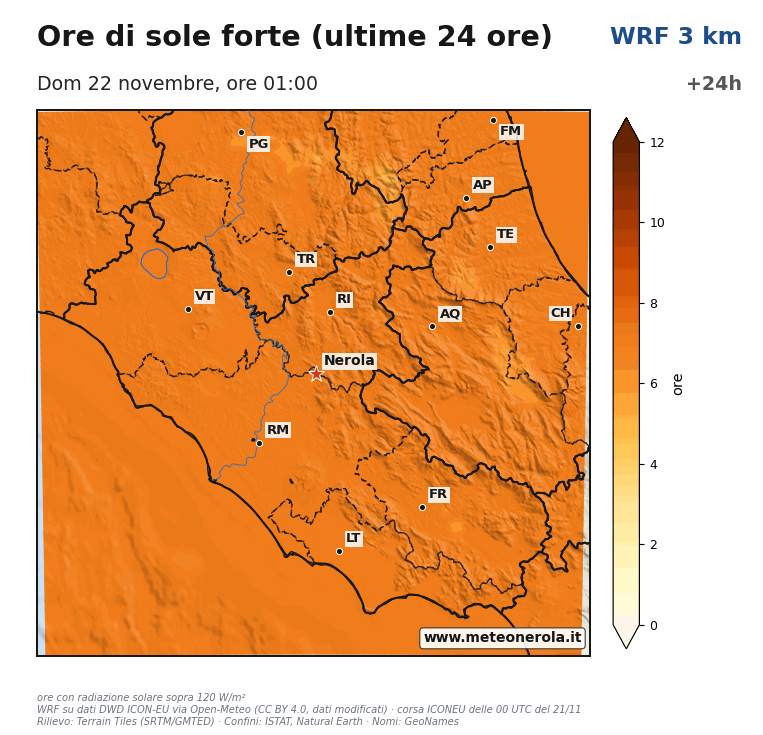 Ore di sole forte (ultime 24 ore)
WRF 3 km
Dom 22 novembre, ore 01:00
+24h
FM
PG
AP
TE
TR
VT
RI
AQ
CH
Nerola
RM
FR
LT
www.meteonerola.it
12
10
8
6
4
2
0
ore
ore con radiazione solare sopra 120 W/m²
WRF su dati DWD ICON-EU via Open-Meteo (CC BY 4.0, dati modificati) · corsa ICONEU delle 00 UTC del 21/11
Rilievo: Terrain Tiles (SRTM/GMTED) · Confini: ISTAT, Natural Earth · Nomi: GeoNames